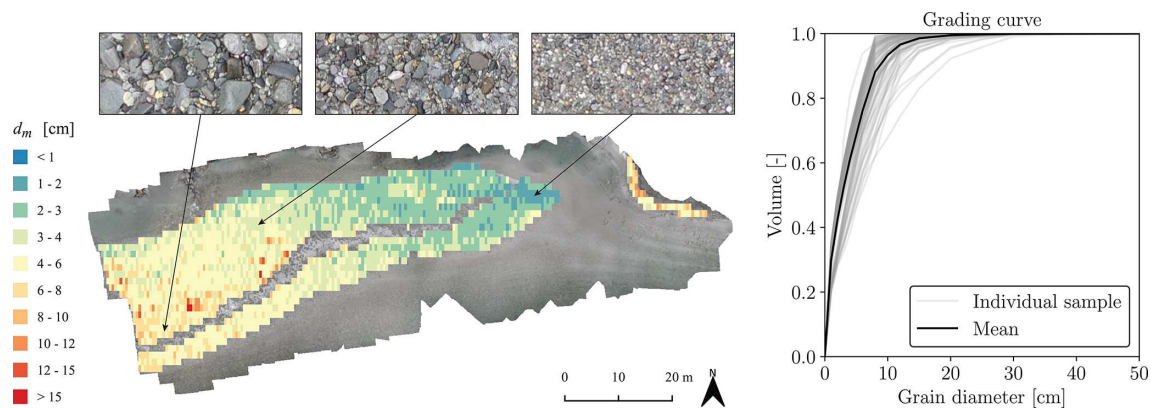 d_m [cm]
< 1
1 - 2
2 - 3
3 - 4
4 - 6
6 - 8
8 - 10
10 - 12
12 - 15
> 15
0 10 20 m
N
Grading curve
Volume [-]
1.0
0.8
0.6
0.4
0.2
0.0
Individual sample
Mean
0 10 20 30 40 50
Grain diameter [cm]